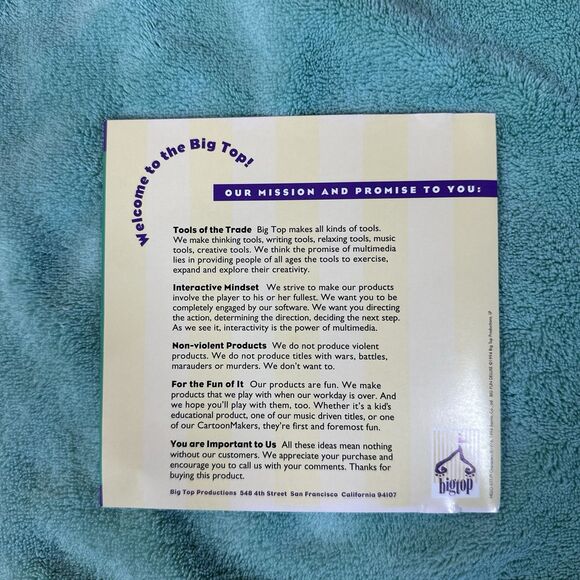 Welcome to the Big Top!
OUR MISSION AND PROMISE TO YOU:
Tools of the Trade Big Top makes all kinds of tools.
We make thinking tools, writing tools, relaxing tools, music
tools, creative tools. We think the promise of multimedia
lies in providing people of all ages the tools to exercise,
expand and explore their creativity.
Interactive Mindset We strive to make our products
involve the player to his or her fullest. We want you to be
completely engaged by our software. We want you directing
the action, determining the direction, deciding the next step.
As we see it, interactivity is the power of multimedia.
Non-violent Products We do not produce violent
products. We do not produce titles with wars, battles,
marauders or murders. We don't want to.
For the Fun of It Our products are fun. We make
products that we play with when our workday is over. And
we hope you'll play with them, too. Whether it's a kid's
educational product, one of our music driven titles, or one
of our CartoonMakers, they're first and foremost fun.
You are Important to Us All these ideas mean nothing
without our customers. We appreciate your purchase and
encourage you to call us with your comments. Thanks for
buying this product.
Big Top Productions 548 4th Street San Francisco California 94107
bigtop